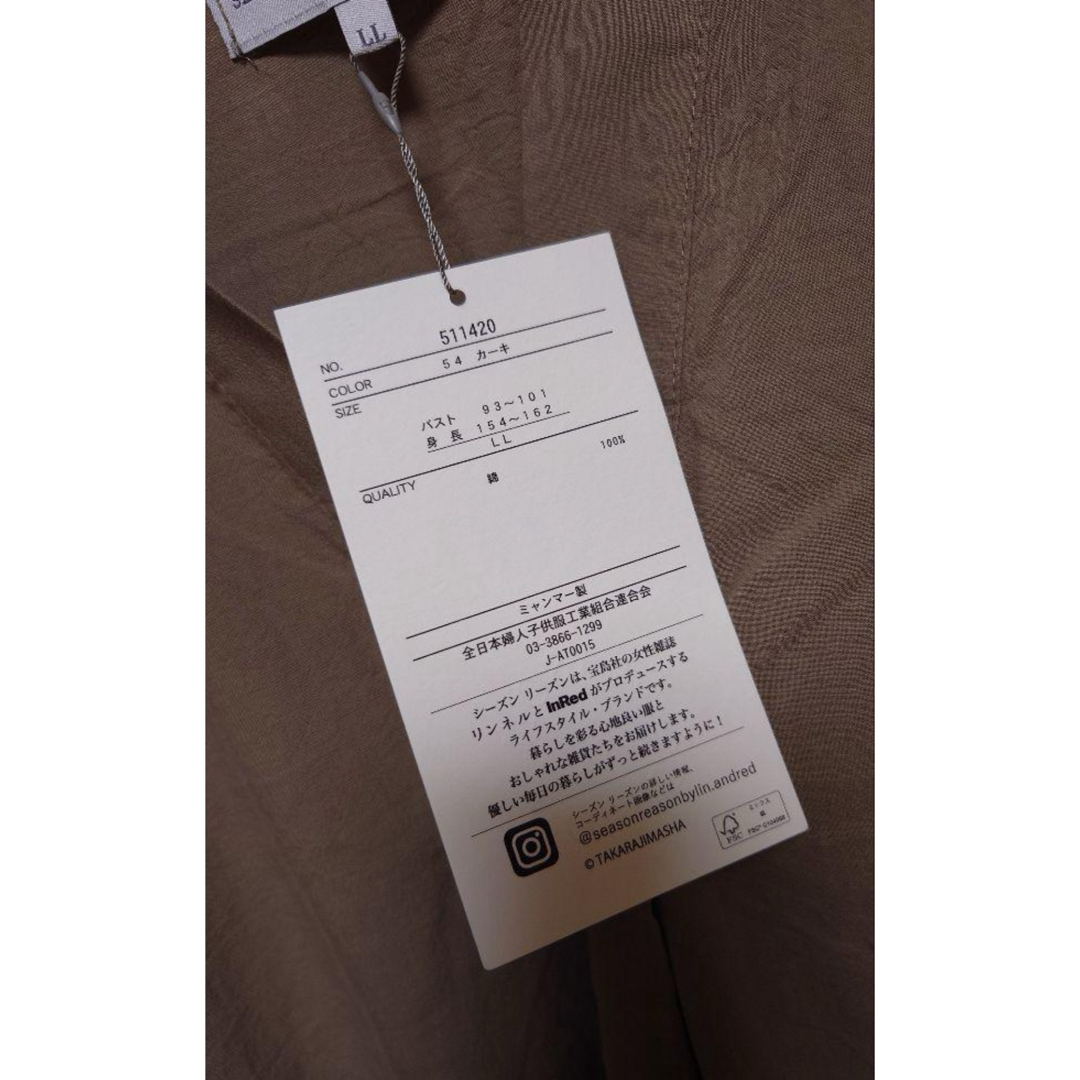 LL
NO. 511420
COLOR 54 カーキ
SIZE
バスト 93～101
身長 154～162
LL
QUALITY 綿 100%
ミャンマー製
全日本婦人子供服工業組合連合会
03-3866-1299
J-AT0015
シーズン リーズンは、宝島社の女性雑誌
リンネルとInRedがプロデュースする
ライフスタイル・ブランドです。
暮らしを彩る心地良い服と
おしゃれな雑貨たちをお届けします。
優しい毎日の暮らしがずっと続きますように！
シーズン リーズンの詳しい情報、
コーディネート画像などは
@seasonreasonbylin.andred
© TAKARAJIMASHA
FSC
ミックス
紙